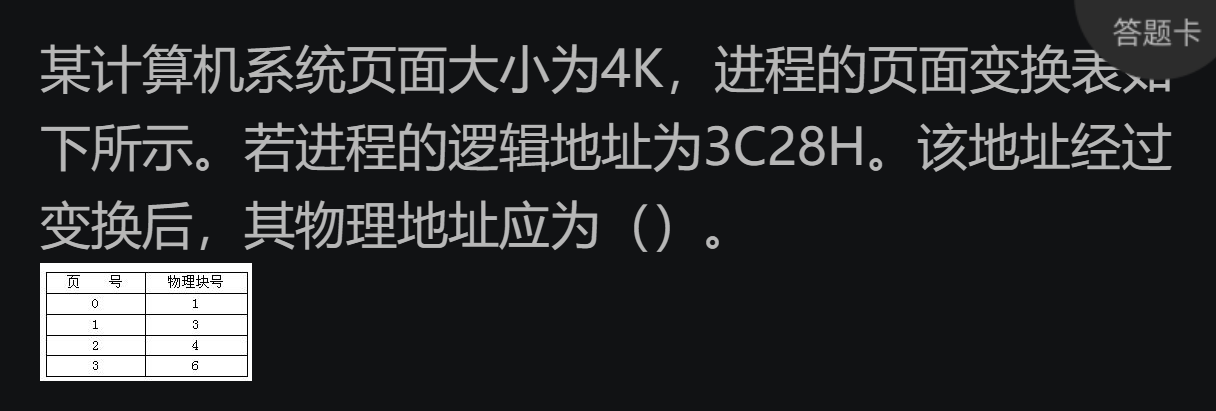 答题卡
某计算机系统页面大小为4K，进程的页面变换表如
下所示。若进程的逻辑地址为3C28H。该地址经过
变换后，其物理地址应为（）。
页 号 物理块号
0 1
1 3
2 4
3 6